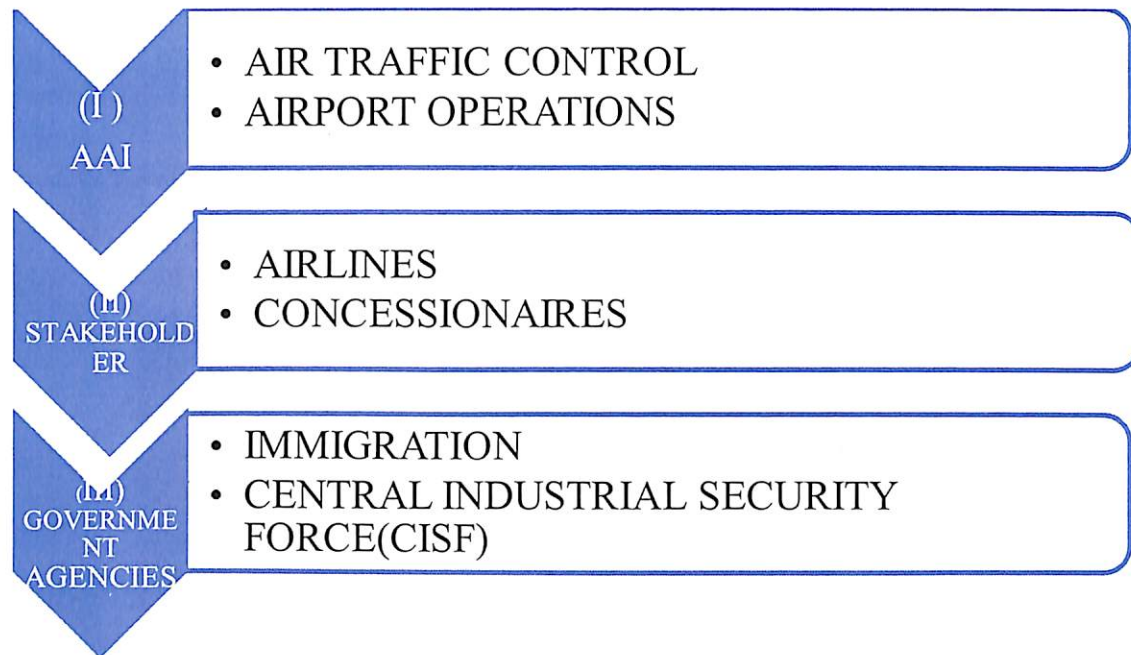 (I )
AAI
• AIR TRAFFIC CONTROL
• AIRPORT OPERATIONS
(II)
STAKEHOLD
ER
• AIRLINES
• CONCESSIONAIRES
(III)
GOVERNME
NT
AGENCIES
• IMMIGRATION
• CENTRAL INDUSTRIAL SECURITY
FORCE(CISF)